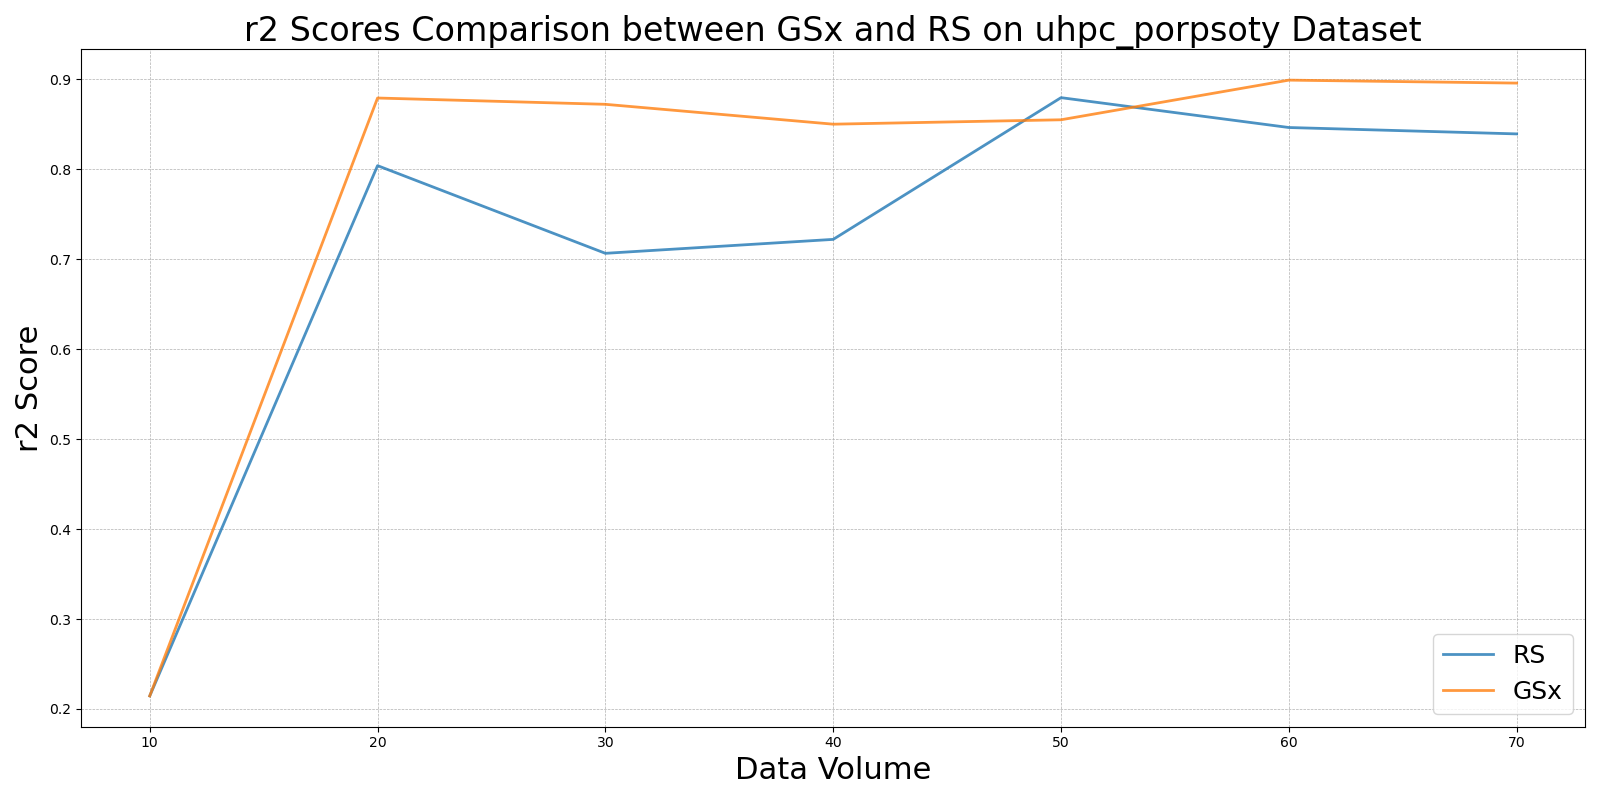 r2 Scores Comparison between GSx and RS on uhpc_porpsoty Dataset
r2 Score
0.9
0.8
0.7
0.6
0.5
0.4
0.3
0.2
10 20 30 40 50 60 70
Data Volume
RS
GSx